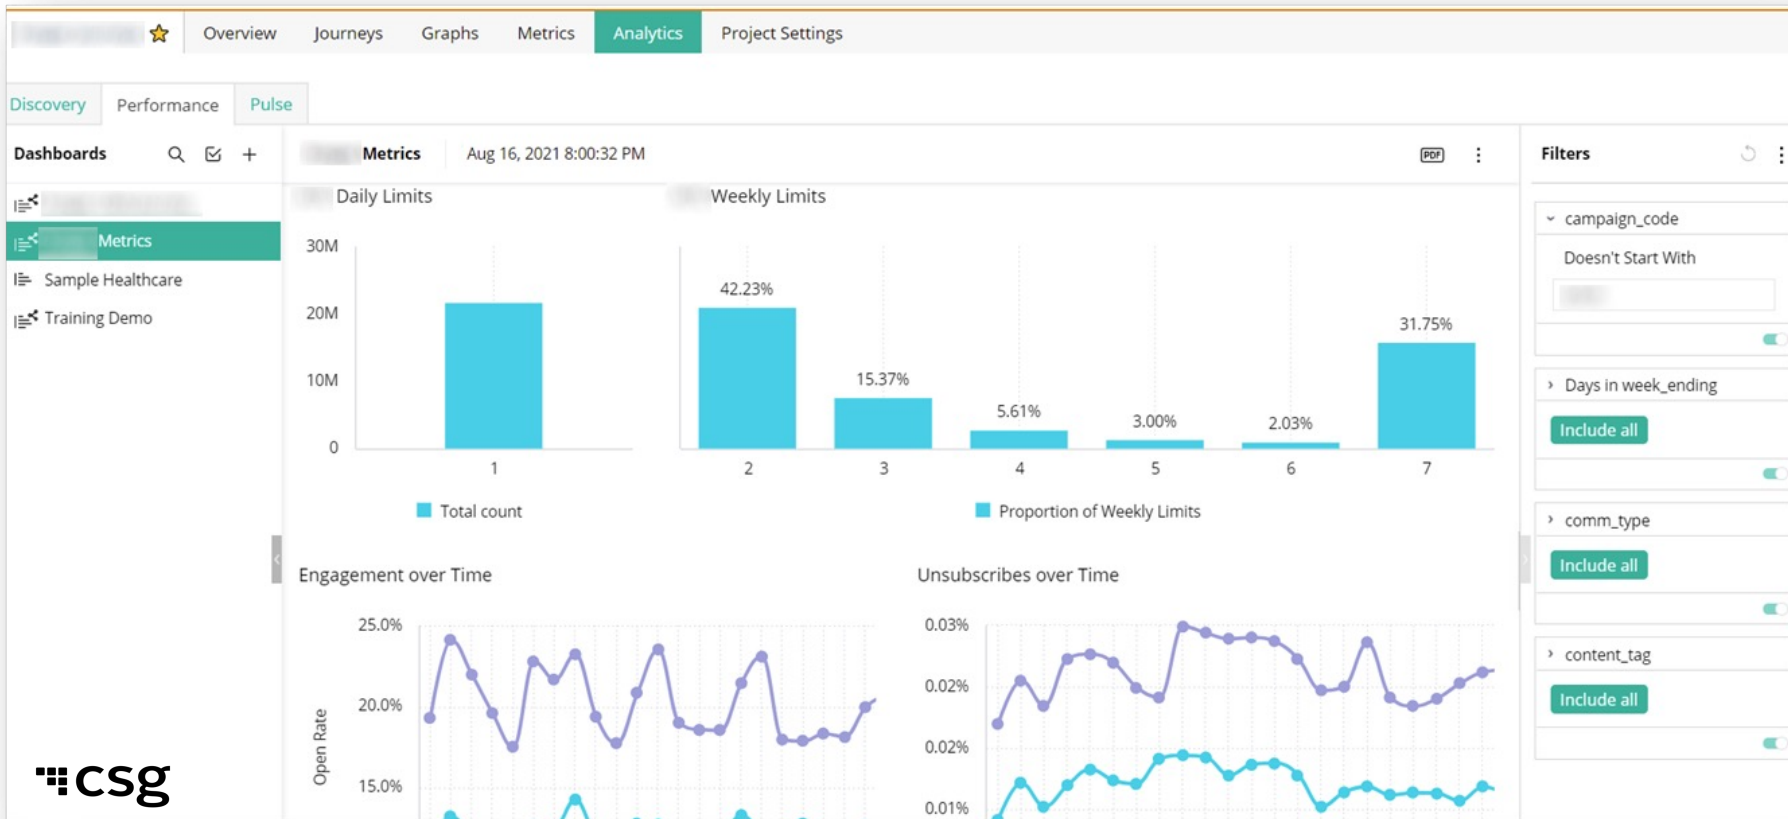 Overview Journeys Graphs Metrics Analytics Project Settings
Discovery Performance Pulse
Dashboards
Metrics
Sample Healthcare
Training Demo
Metrics Aug 16, 2021 8:00:32 PM PDF
Daily Limits
30M
20M
10M
0
1
Total count
Weekly Limits
42.23%
15.37%
5.61%
3.00%
2.03%
31.75%
2 3 4 5 6 7
Proportion of Weekly Limits
Engagement over Time
25.0%
20.0%
15.0%
Open Rate
Unsubscribes over Time
0.03%
0.02%
0.02%
0.01%
Filters
campaign_code
Doesn't Start With
Days in week_ending
Include all
comm_type
Include all
content_tag
Include all
csg